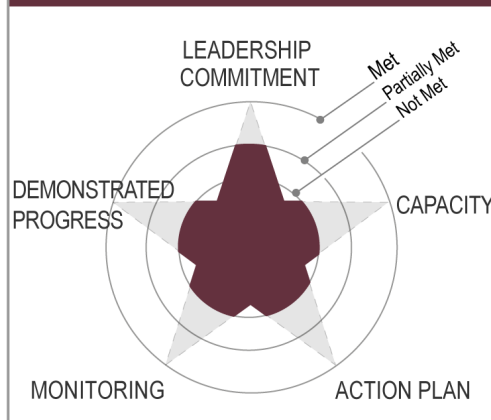 LEADERSHIP
COMMITMENT
Met
Partially Met
Not Met
DEMONSTRATED
PROGRESS
CAPACITY
MONITORING
ACTION PLAN